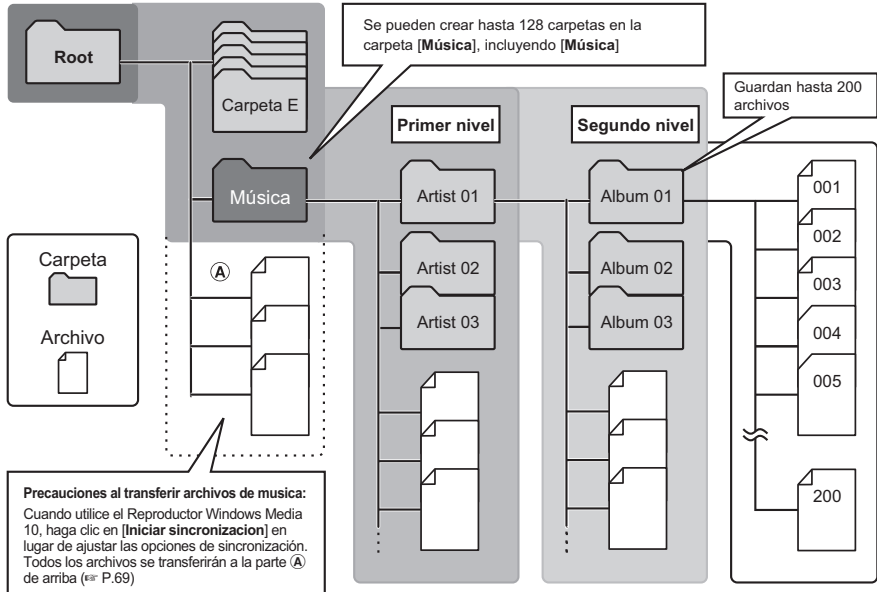 Root
Carpeta E
Se pueden crear hasta 128 carpetas en la
carpeta [Música], incluyendo [Música]
Guardan hasta 200
archivos
Primer nivel
Segundo nivel
Música
Artist 01
Album 01
001
002
003
004
005
200
Artist 02
Artist 03
Album 02
Album 03
Carpeta
Archivo
Ⓐ
Precauciones al transferir archivos de musica:
Cuando utilice el Reproductor Windows Media
10, haga clic en [Iniciar sincronizacion] en
lugar de ajustar las opciones de sincronización.
Todos los archivos se transferirán a la parte Ⓐ
de arriba (☞ P.69)